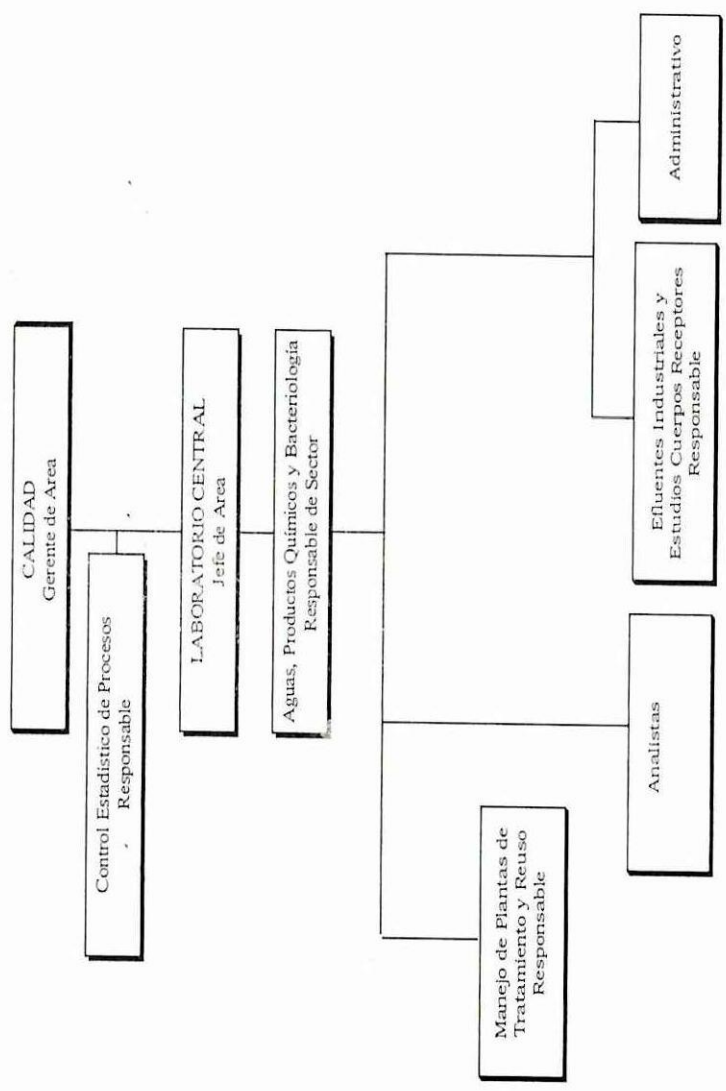 CALIDAD
Gerente de Area
Control Estadístico de Procesos
Responsable
LABORATORIO CENTRAL
Jefe de Area
Aguas, Productos Químicos y Bacteriología
Responsable de Sector
Manejo de Plantas de
Tratamiento y Reuso
Responsable
Analistas
Efluentes Industriales y
Estudios Cuerpos Receptores
Responsable
Administrativo